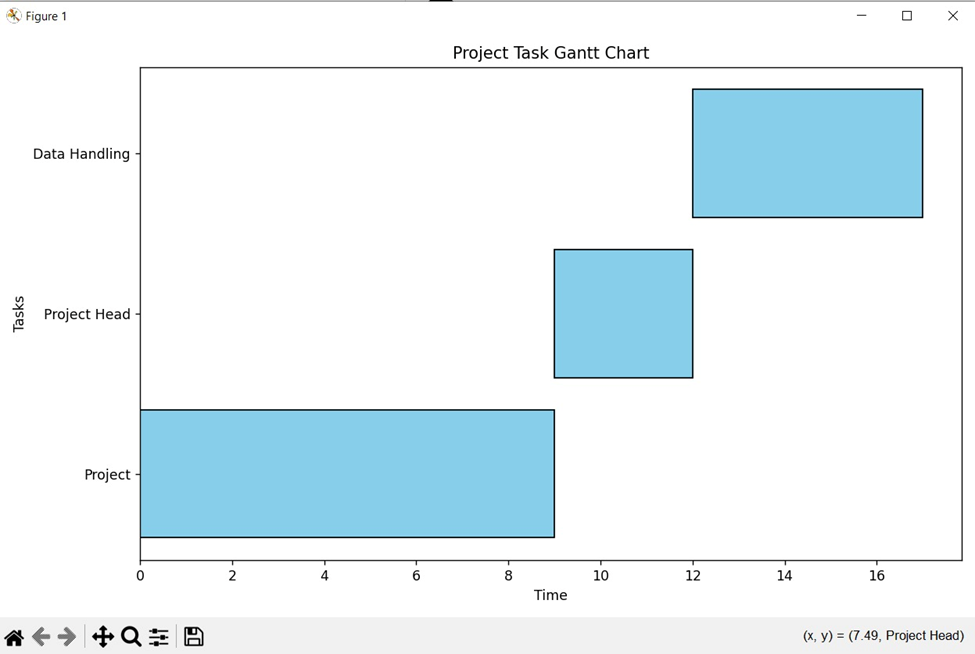 Figure 1
Project Task Gantt Chart
Data Handling
Project Head
Project
Tasks
0 2 4 6 8 10 12 14 16
Time
(x, y) = (7.49, Project Head)